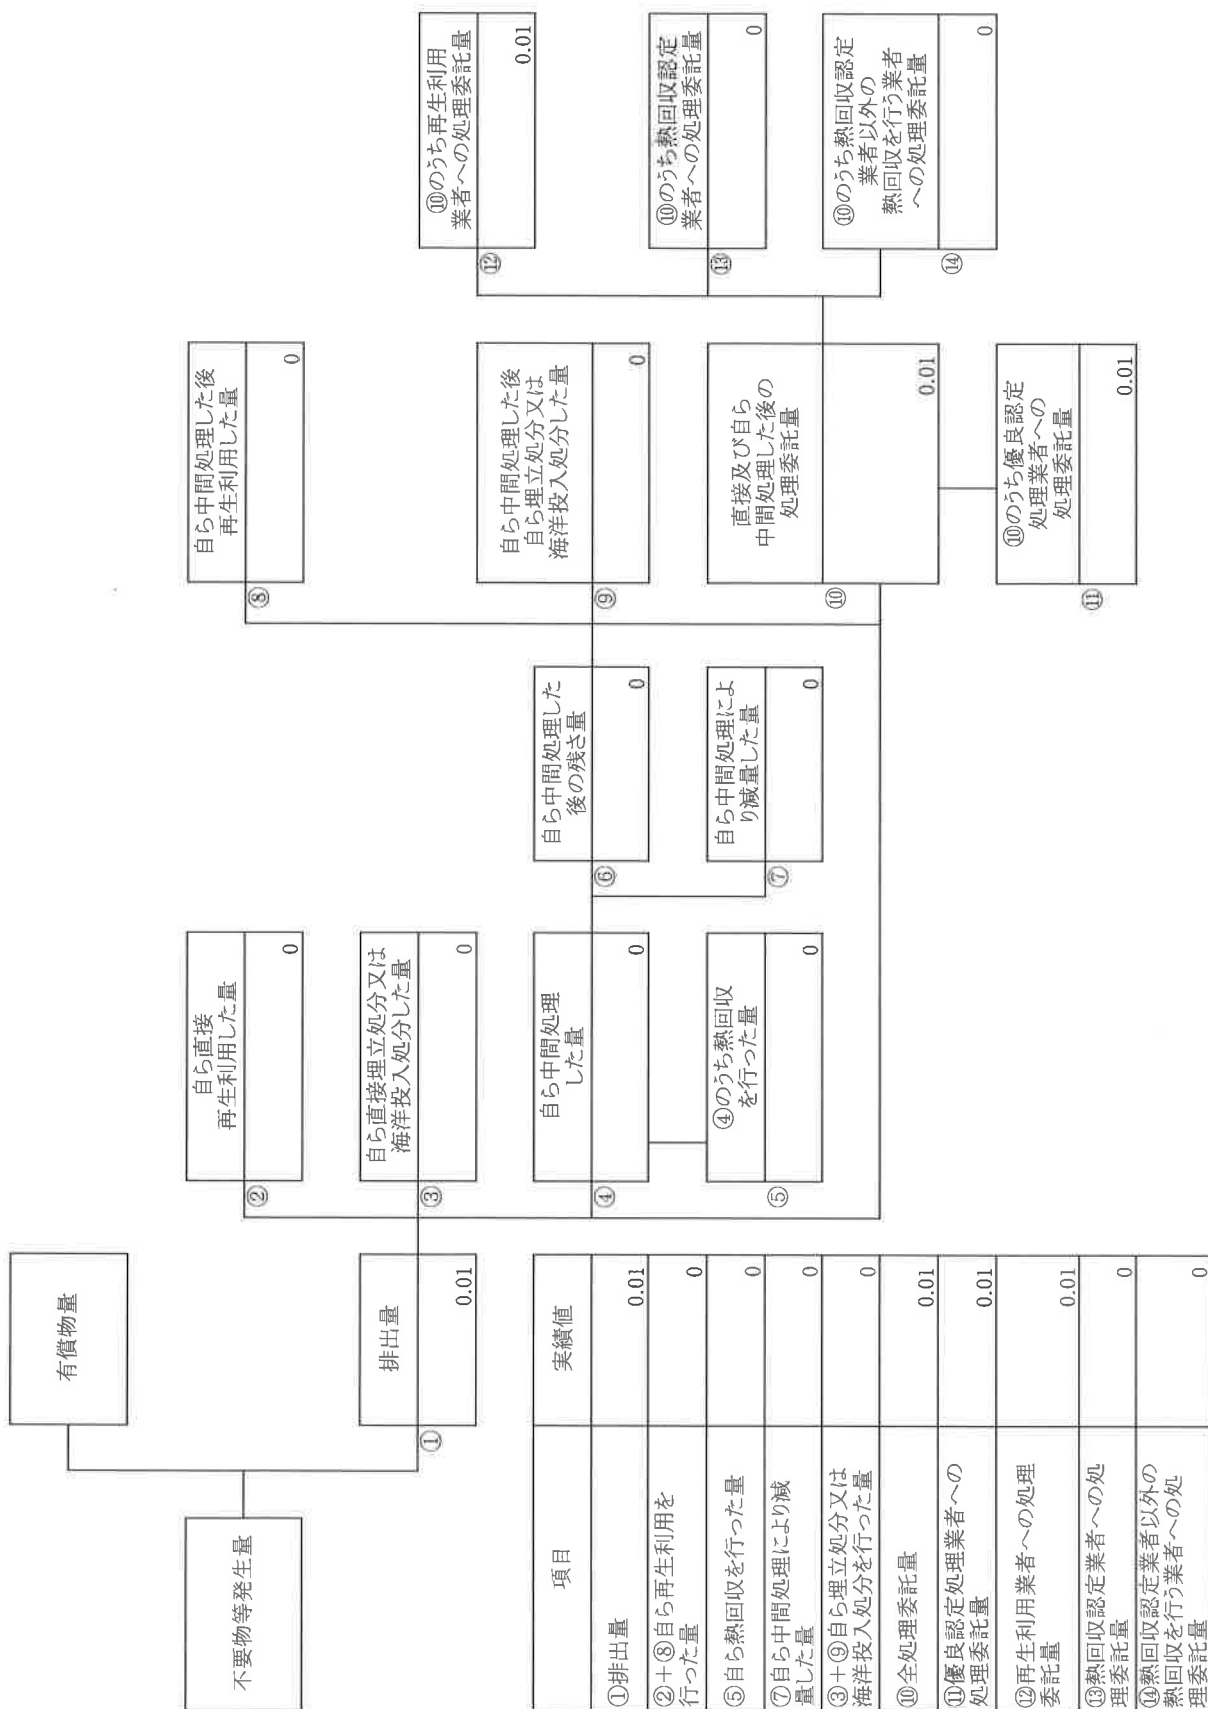 有償物量
不要物等発生量
①
排出量
0.01
②
自ら直接
再生利用した量
0
③
自ら直接埋立処分又は
海洋投入処分した量
0
④
自ら中間処理
した量
0
⑤
④のうち熱回収
を行った量
0
⑥
自ら中間処理した
後の残さ量
0
⑦
自ら中間処理によ
り減量した量
0
⑧
自ら中間処理した後
再生利用した量
0
⑨
自ら中間処理した後
自ら埋立処分又は
海洋投入処分した量
0
⑩
直接及び自ら
中間処理した後の
処理委託量
0.01
⑪
⑩のうち優良認定
処理業者への
処理委託量
0.01
⑫
⑩のうち再生利用
業者への処理委託量
0.01
⑬
⑩のうち熱回収認定
業者への処理委託量
0
⑭
⑩のうち熱回収認定
業者以外の
熱回収を行う業者
への処理委託量
0
項目
実績値
①排出量
0.01
②+⑧自ら再生利用を
行った量
0
⑤自ら熱回収を行った量
0
⑦自ら中間処理により減
量した量
0
③+⑨自ら埋立処分又は
海洋投入処分を行った量
0
⑩全処理委託量
0.01
⑪優良認定処理業者への
処理委託量
0.01
⑫再生利用業者への処理
委託量
0.01
⑬熱回収認定業者への処
理委託量
0
⑭熱回収認定業者以外の
熱回収を行う業者への処
理委託量
0